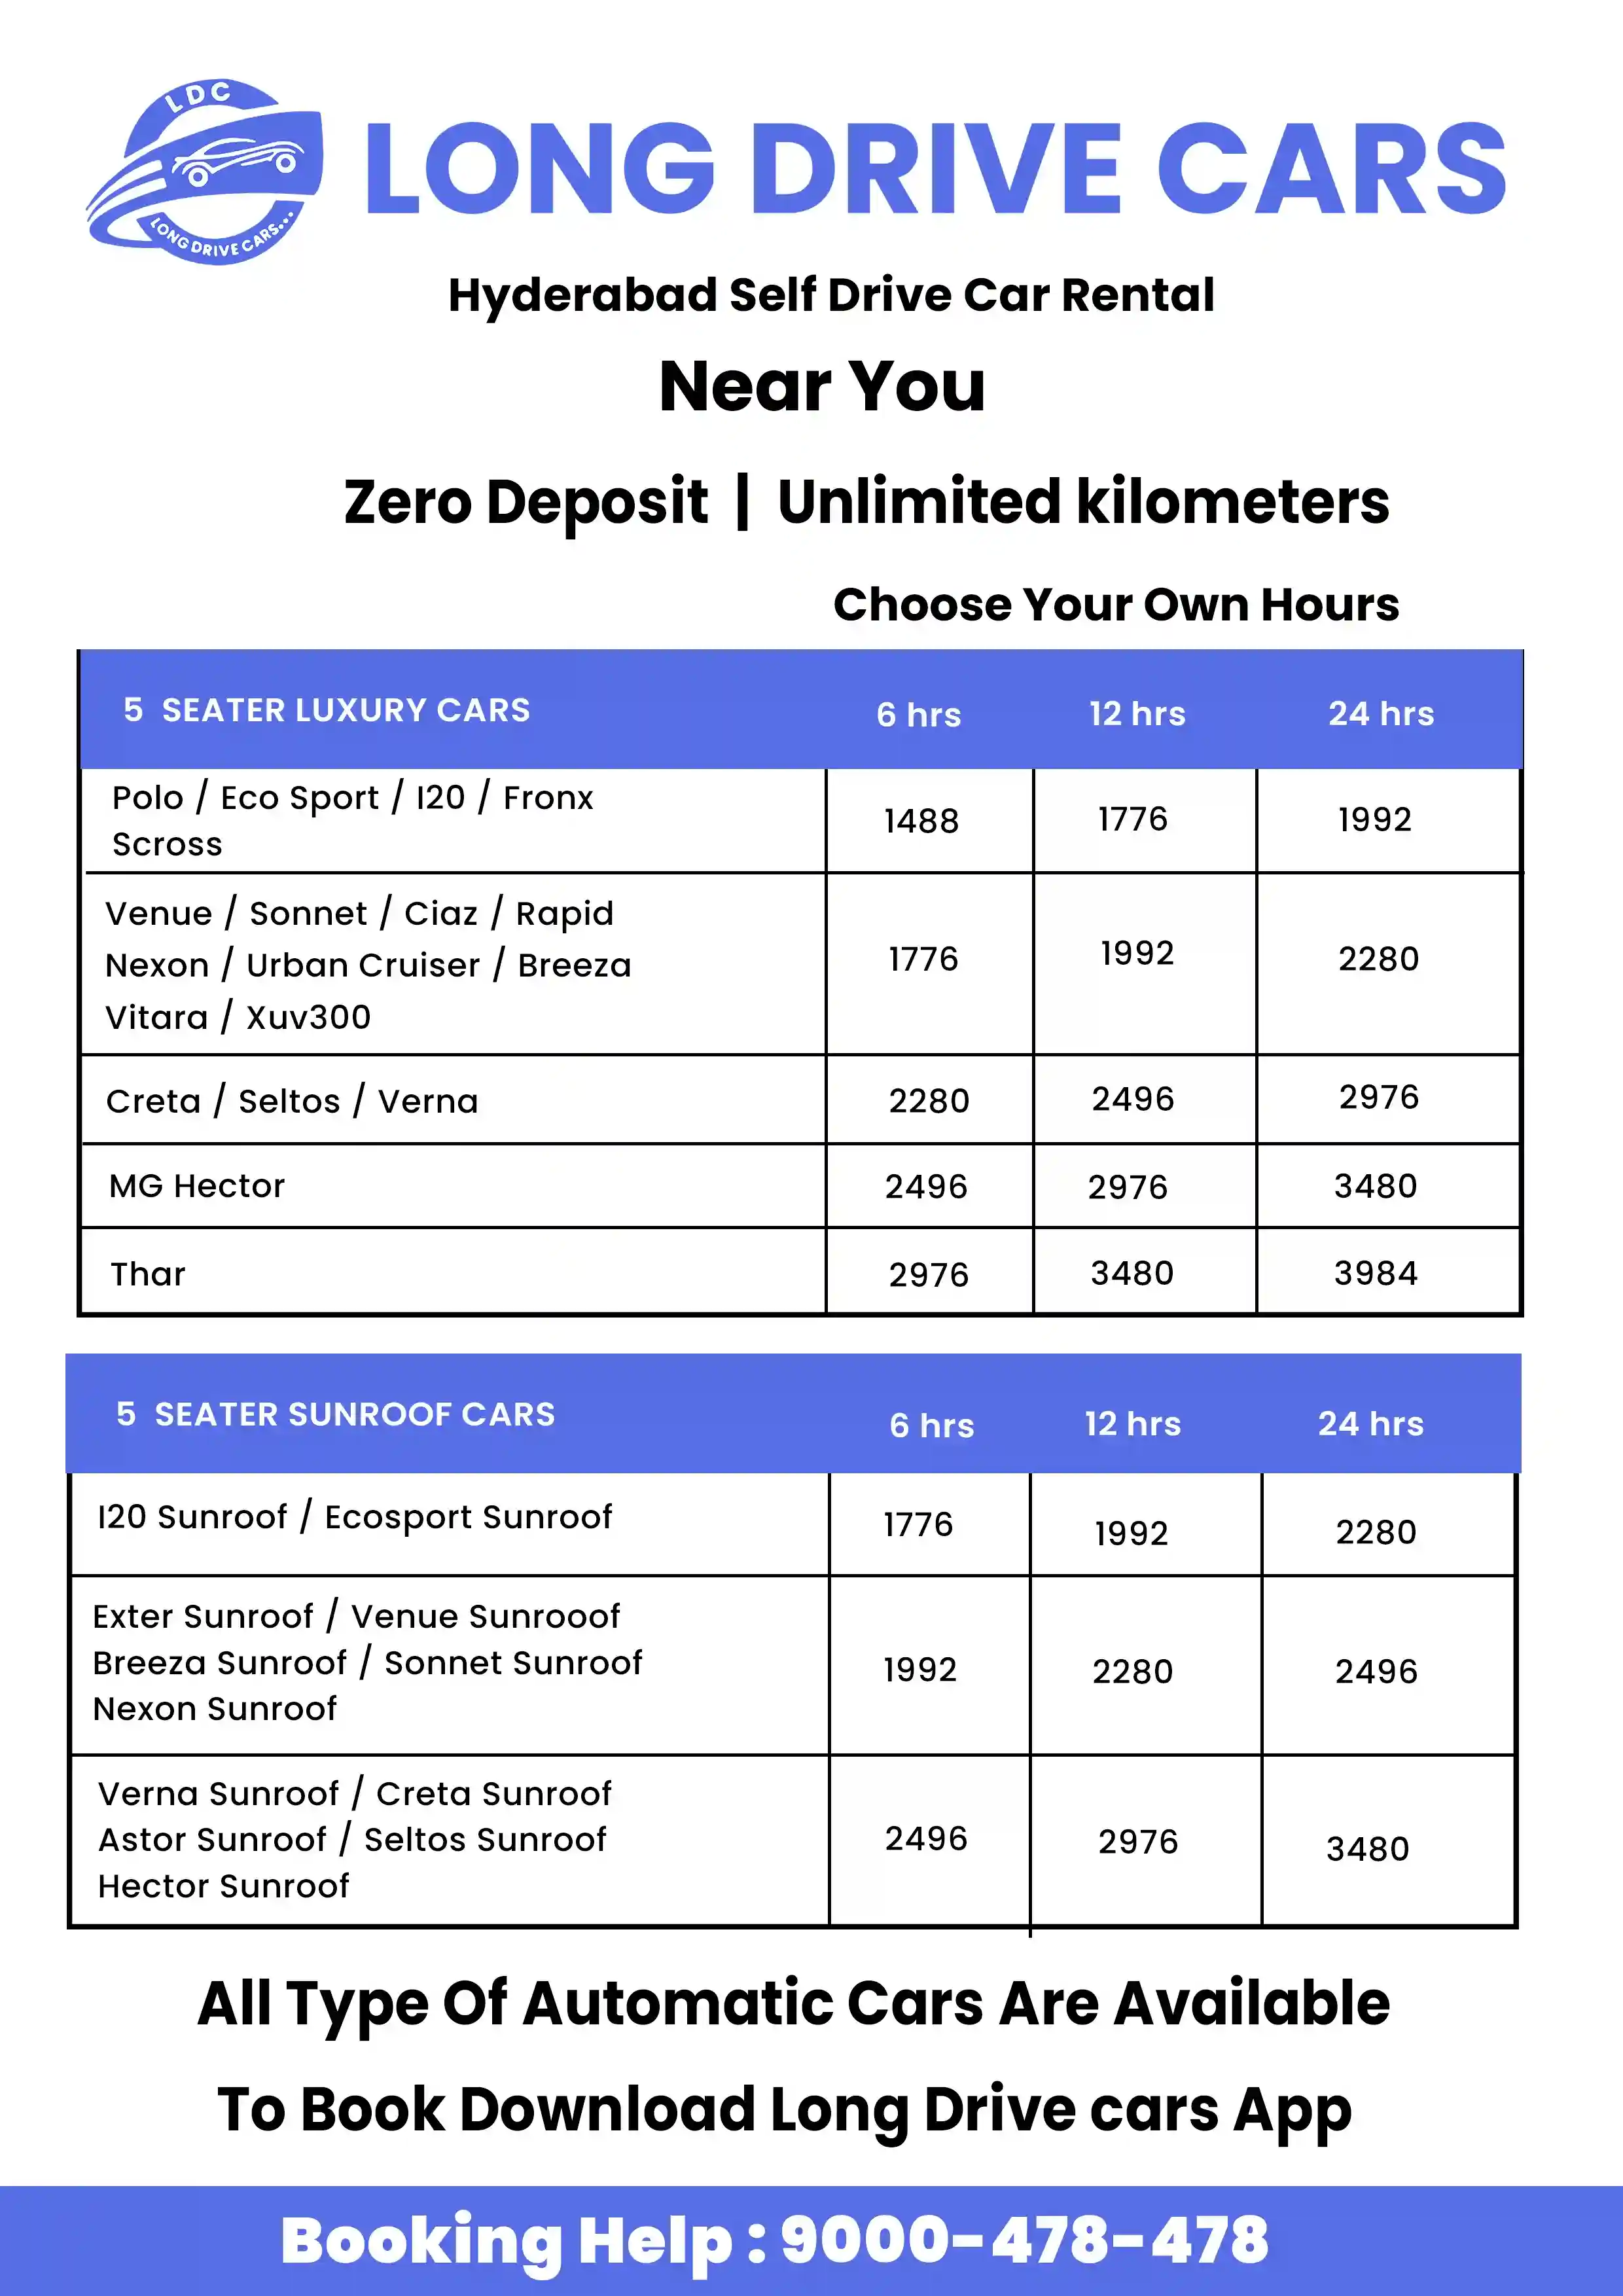 LDC
LONG DRIVE CARS...
LONG DRIVE CARS
Hyderabad Self Drive Car Rental
Near You
Zero Deposit | Unlimited kilometers
Choose Your Own Hours
5 SEATER LUXURY CARS 6 hrs 12 hrs 24 hrs
Polo / Eco Sport / I20 / Fronx
Scross
1488 1776 1992
Venue / Sonnet / Ciaz / Rapid
Nexon / Urban Cruiser / Breeza
Vitara / Xuv300
1776 1992 2280
Creta / Seltos / Verna 2280 2496 2976
MG Hector 2496 2976 3480
Thar 2976 3480 3984
5 SEATER SUNROOF CARS 6 hrs 12 hrs 24 hrs
I20 Sunroof / Ecosport Sunroof 1776 1992 2280
Exter Sunroof / Venue Sunrooof
Breeza Sunroof / Sonnet Sunroof
Nexon Sunroof
1992 2280 2496
Verna Sunroof / Creta Sunroof
Astor Sunroof / Seltos Sunroof
Hector Sunroof
2496 2976 3480
All Type Of Automatic Cars Are Available
To Book Download Long Drive cars App
Booking Help : 9000-478-478